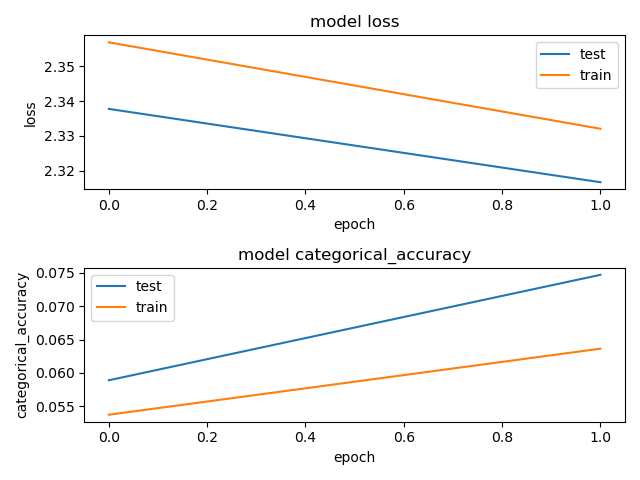 model loss
test
train
2.35
2.34
2.33
2.32
loss
0.0 0.2 0.4 0.6 0.8 1.0
epoch
model categorical_accuracy
test
train
0.075
0.070
0.065
0.060
0.055
categorical_accuracy
0.0 0.2 0.4 0.6 0.8 1.0
epoch